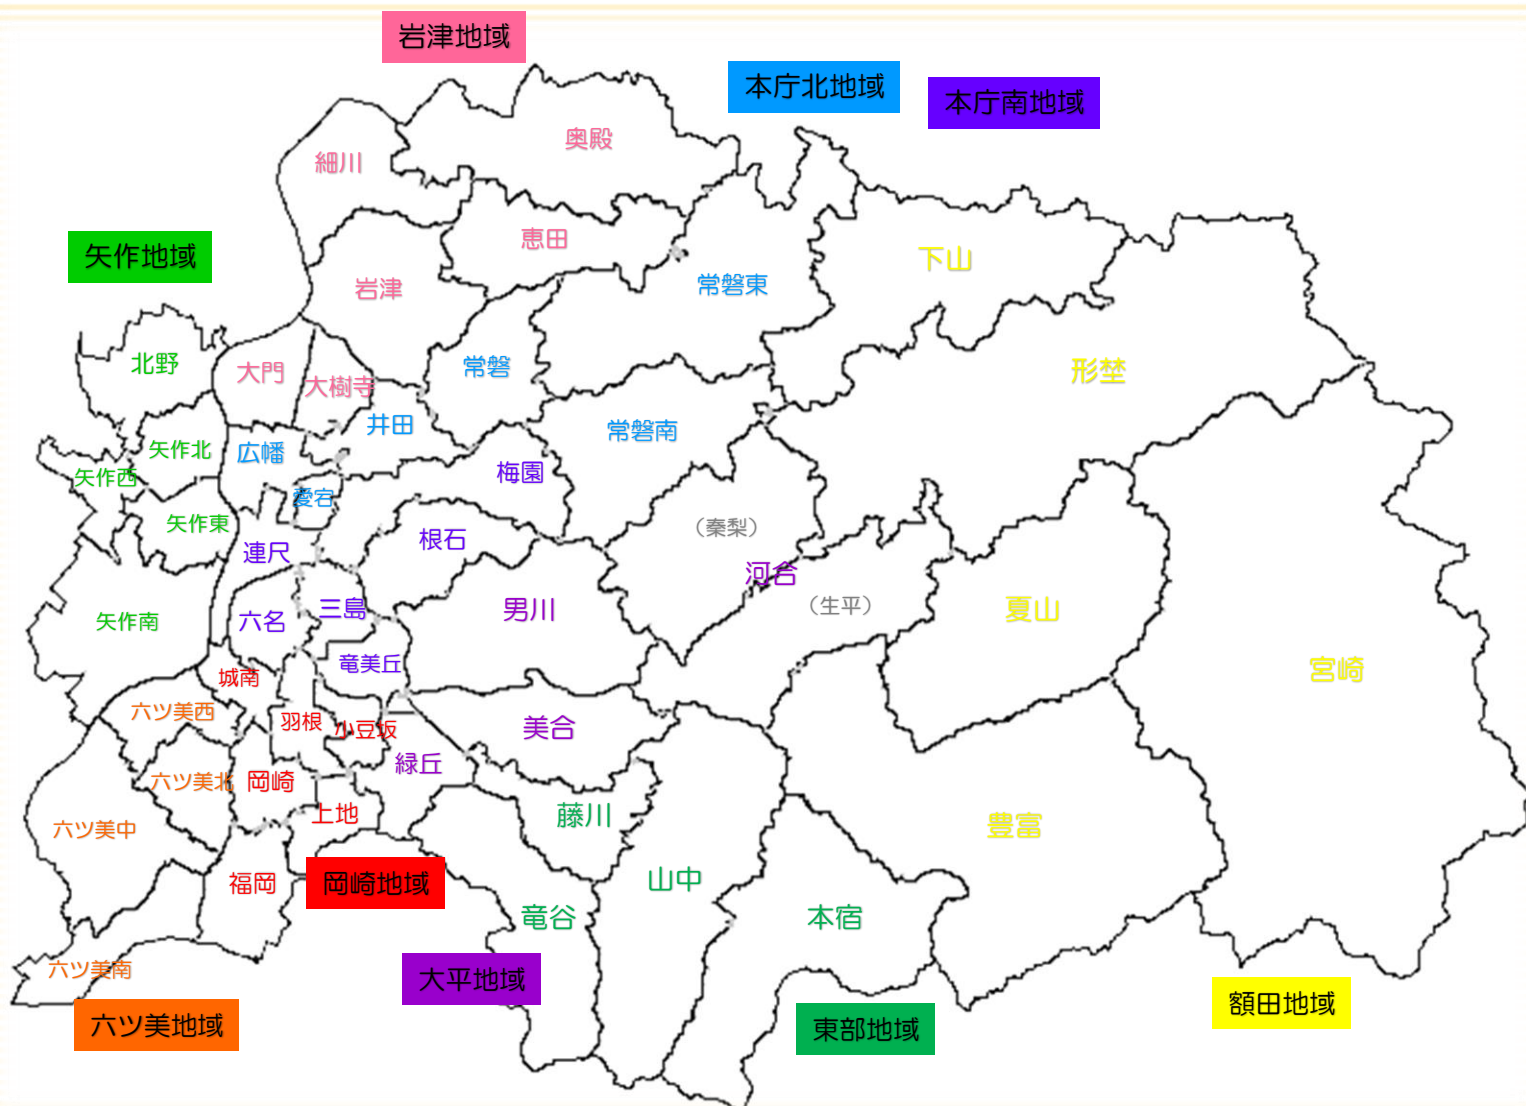 岩津地域
本庁北地域
本庁南地域
奥殿
細川
恵田
矢作地域
下山
岩津
常磐東
北野
大門
大樹寺
常磐
形埜
井田
常磐南
矢作北
広幡
矢作西
梅園
愛宕
矢作東
(秦梨)
連尺
根石
河合
(生平)
矢作南
六名
三島
男川
夏山
竜美丘
城南
宮崎
六ツ美西
羽根
小豆坂
美合
緑丘
六ツ美北
岡崎
上地
藤川
六ツ美中
豊富
福岡
岡崎地域
山中
竜谷
本宿
六ツ美南
大平地域
六ツ美地域
東部地域
額田地域